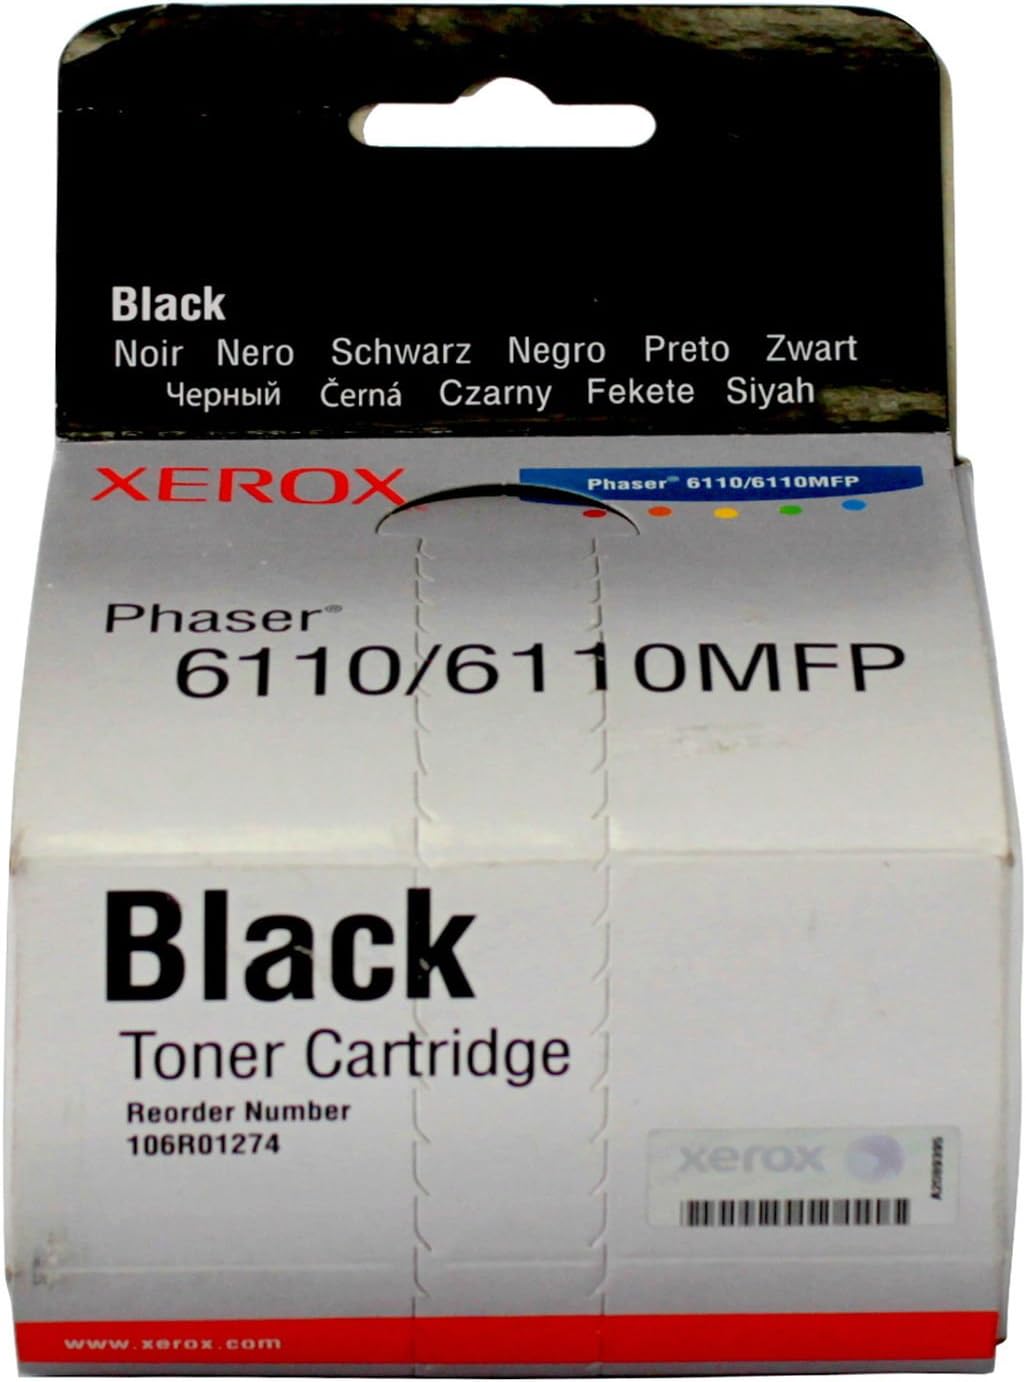 Black
Noir Nero Schwarz Negro Preto Zwart
Черный Černá Czarny Fekete Siyah
XEROX
Phaser® 6110/6110MFP
Phaser®
6110/6110MFP
Black
Toner Cartridge
Reorder Number
106R01274
xerox
www.xerox.com